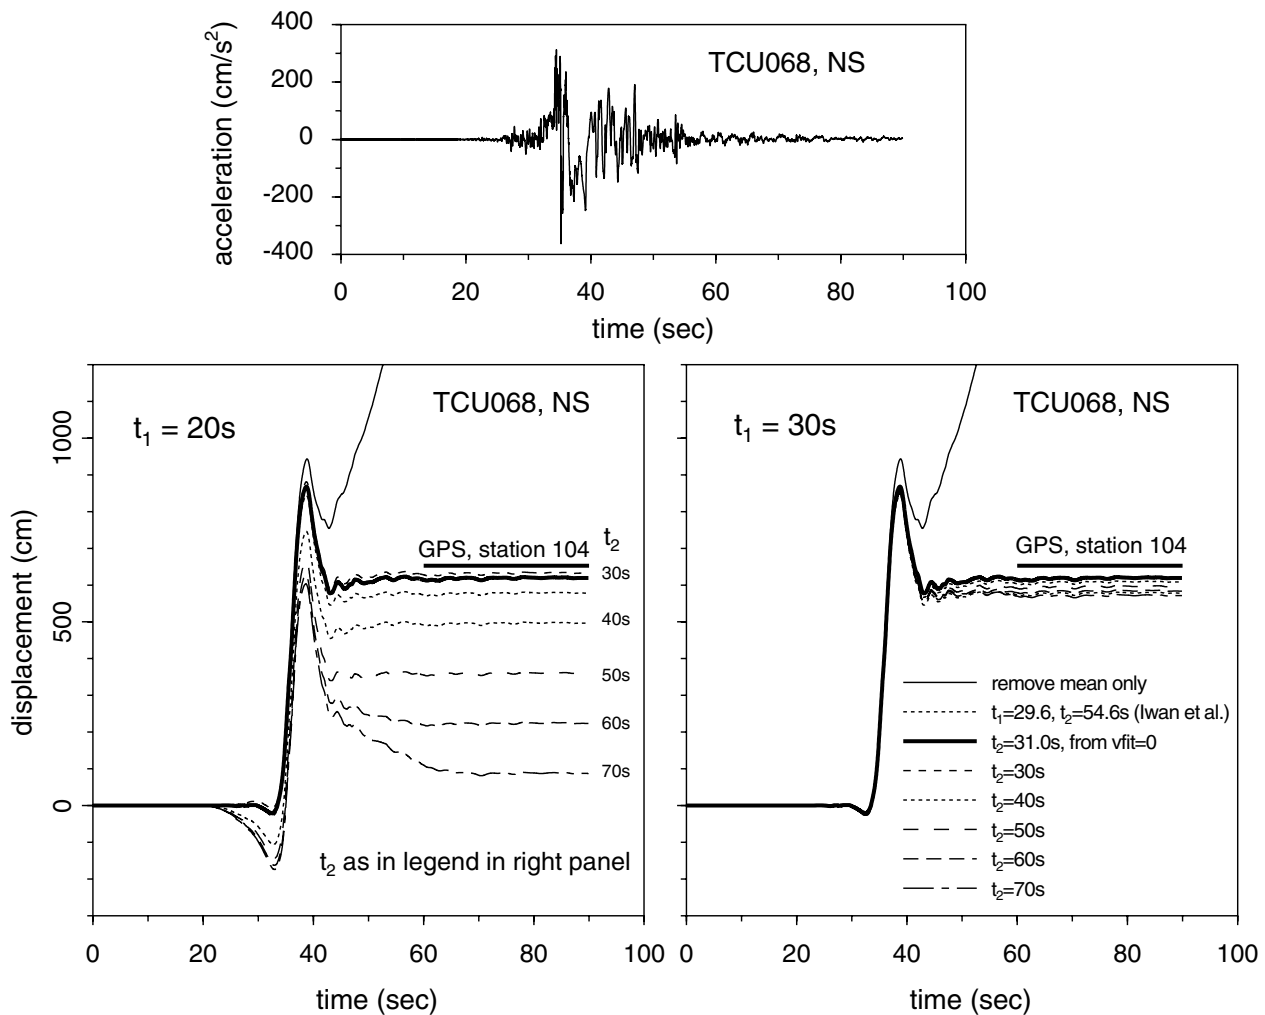 400
200
0
-200
-400
acceleration (cm/s²)
TCU068, NS
0 20 40 60 80 100
time (sec)
1000
500
0
displacement (cm)
t₁ = 20s
TCU068, NS
GPS, station 104
t₂
30s
40s
50s
60s
70s
t₂ as in legend in right panel
0 20 40 60 80 100
time (sec)
t₁ = 30s
TCU068, NS
GPS, station 104
remove mean only
t₁=29.6, t₂=54.6s (Iwan et al.)
t₂=31.0s, from vfit=0
t₂=30s
t₂=40s
t₂=50s
t₂=60s
t₂=70s
0 20 40 60 80 100
time (sec)